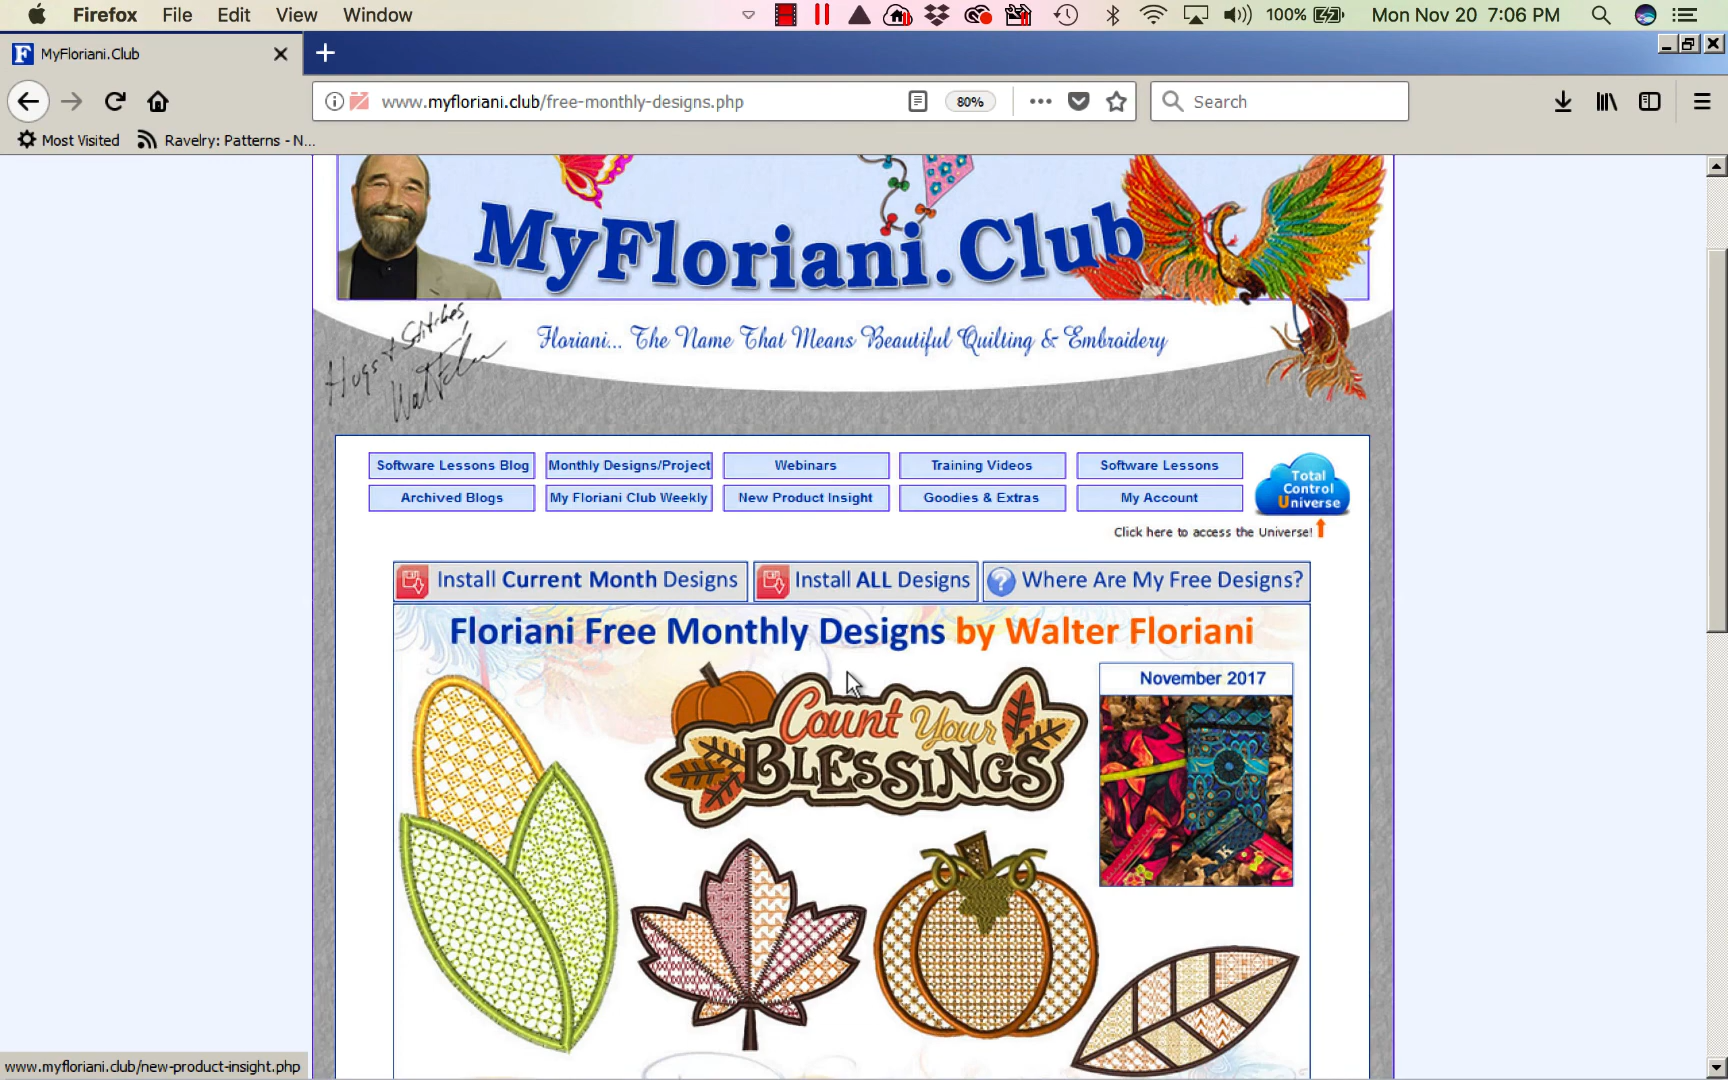 Firefox File Edit View Window 100% Mon Nov 20 7:06 PM
MyFloriani.Club
www.myfloriani.club/free-monthly-designs.php 80% Search
Most Visited Ravelry: Patterns - N...
MyFloriani.Club
Floriani... The Name That Means Beautiful Quilting & Embroidery
Hugs & Stitches,
Software Lessons Blog Monthly Designs/Project Webinars Training Videos Software Lessons
Archived Blogs My Floriani Club Weekly New Product Insight Goodies & Extras My Account
Total
Control
Universe
Click here to access the Universe!
Install Current Month Designs Install ALL Designs Where Are My Free Designs?
Floriani Free Monthly Designs by Walter Floriani
November 2017
Count Your
BLESSINGS
K
www.myfloriani.club/new-product-insight.php